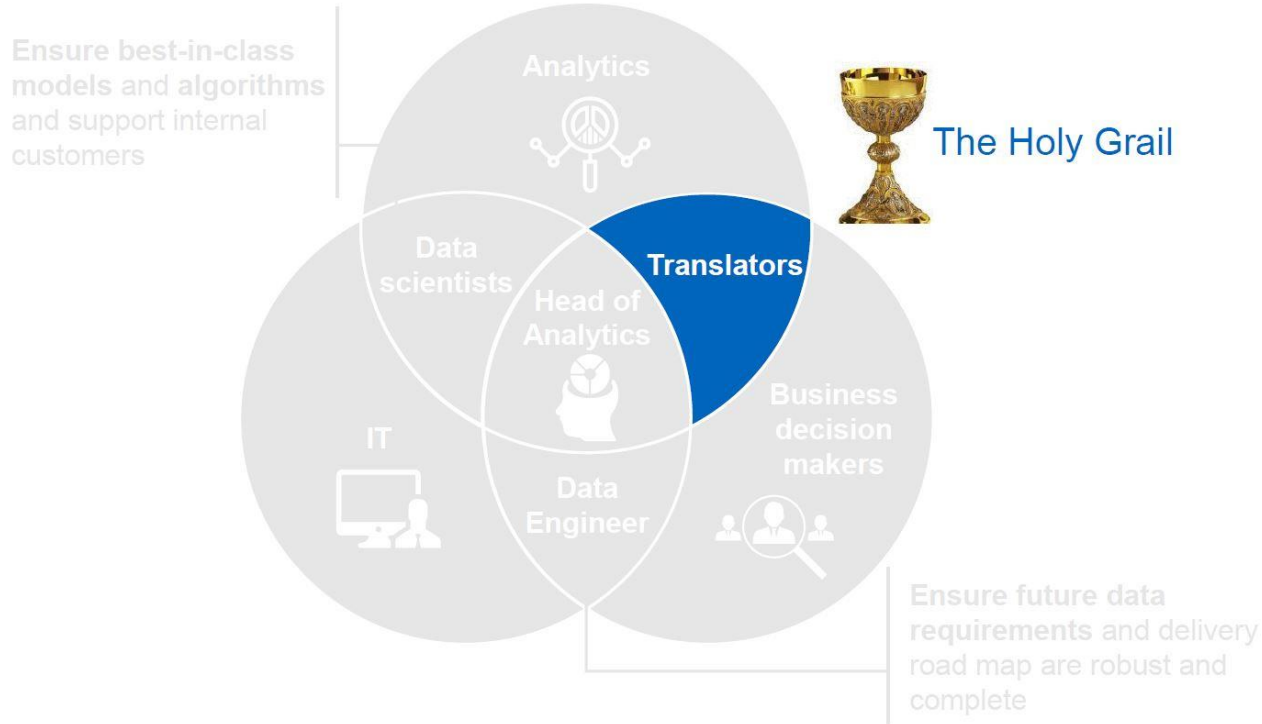 Ensure best-in-class
models and algorithms
and support internal
customers
Analytics
The Holy Grail
Data
scientists
Translators
Head of
Analytics
IT
Business
decision
makers
Data
Engineer
Ensure future data
requirements and delivery
road map are robust and
complete